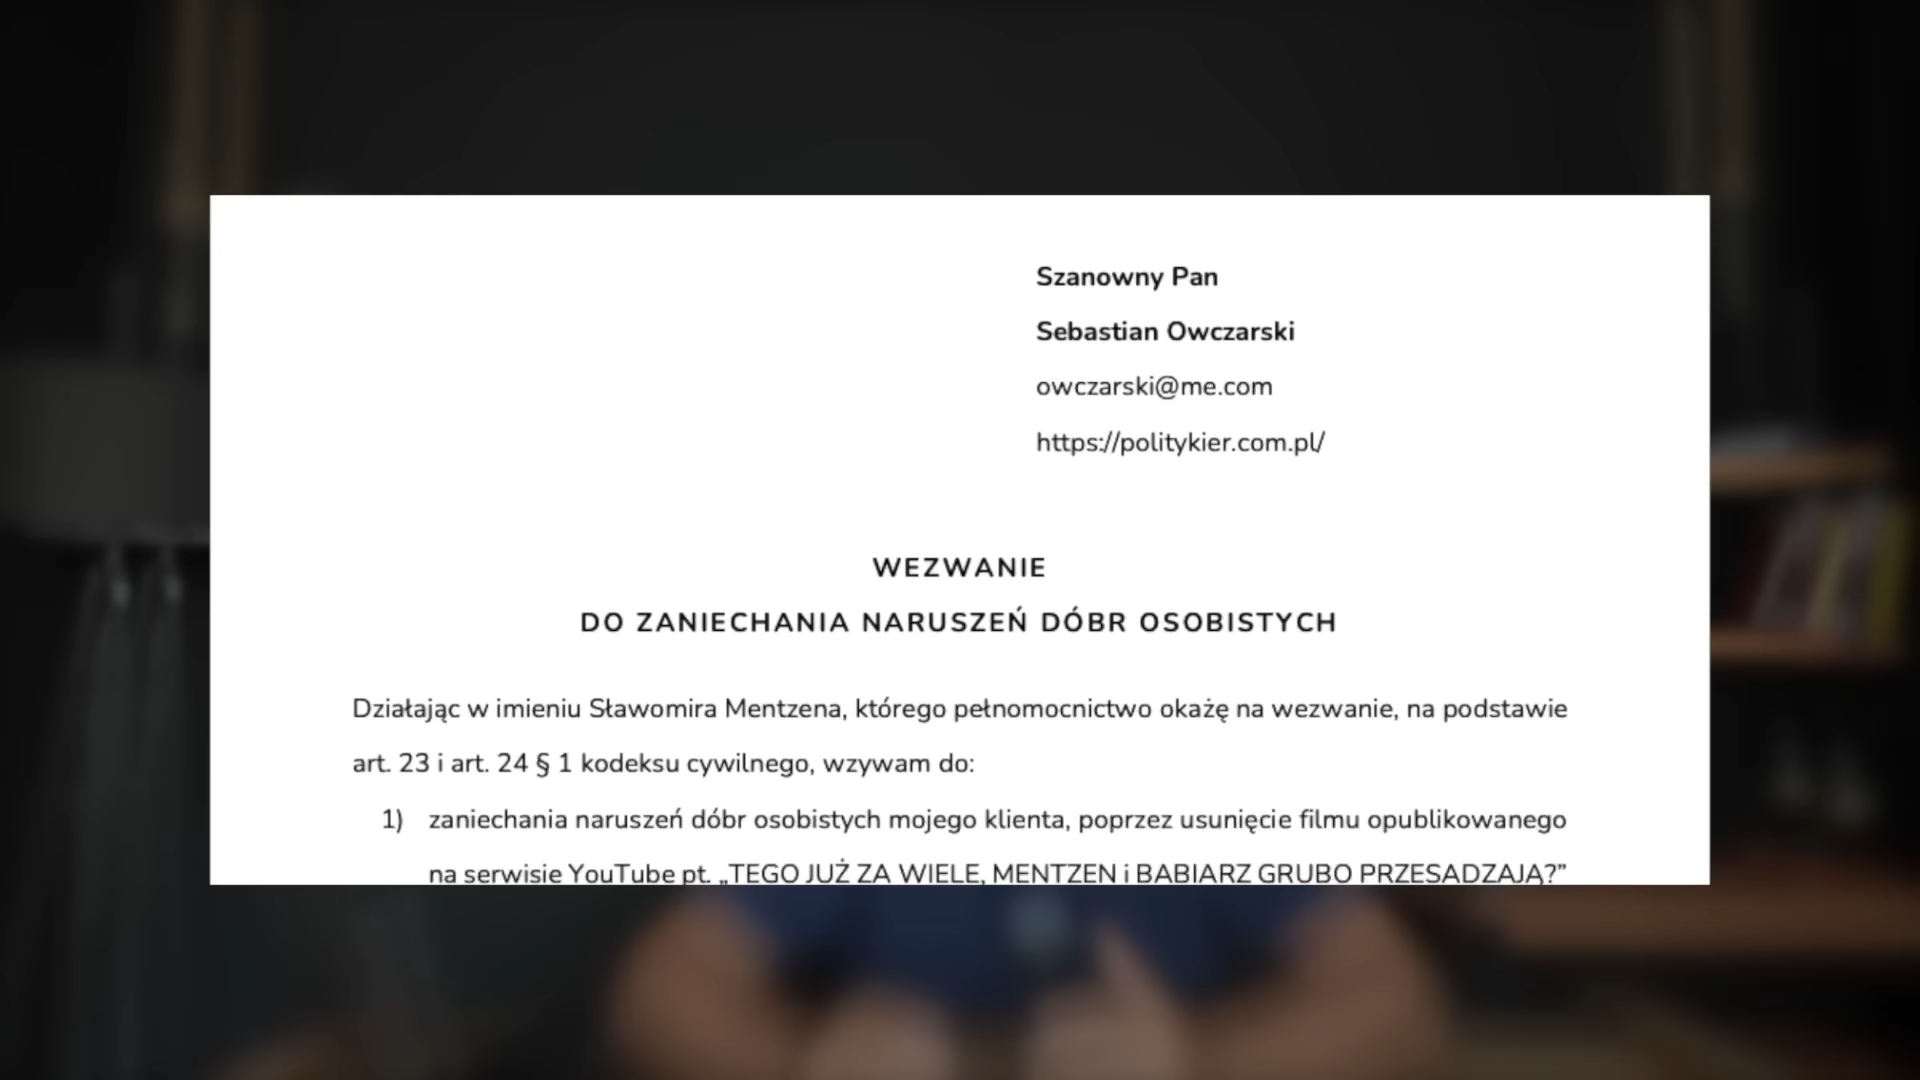 Szanowny Pan
Sebastian Owczarski
owczarski@me.com
https://politykier.com.pl/
WEZWANIE
DO ZANIECHANIA NARUSZEŃ DÓBR OSOBISTYCH
Działając w imieniu Sławomira Mentzena, którego pełnomocnictwo okażę na wezwanie, na podstawie
art. 23 i art. 24 § 1 kodeksu cywilnego, wzywam do:
1) zaniechania naruszeń dóbr osobistych mojego klienta, poprzez usunięcie filmu opublikowanego
na serwisie YouTube pt. „TEGO JUŻ ZA WIELE, MENTZEN i BABIARZ GRUBO PRZESADZAJĄ?”